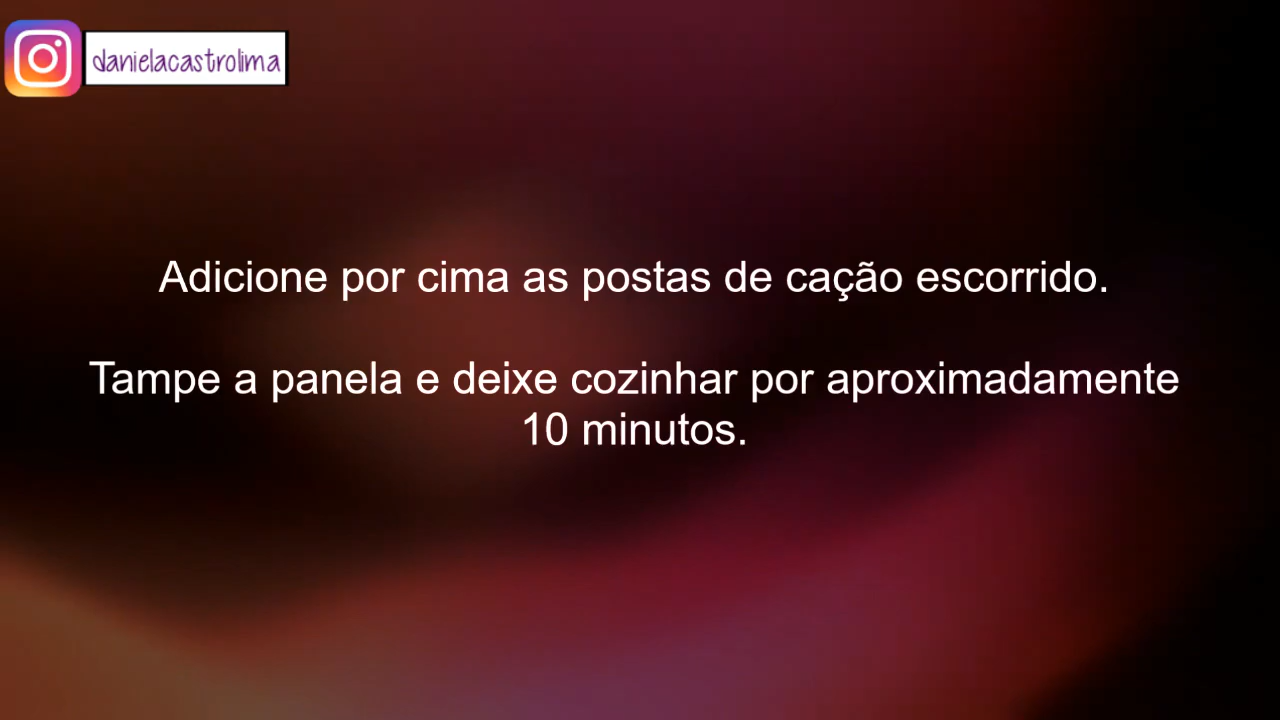 danielacastrolima
Adicione por cima as postas de cação escorrido.
Tampe a panela e deixe cozinhar por aproximadamente
10 minutos.